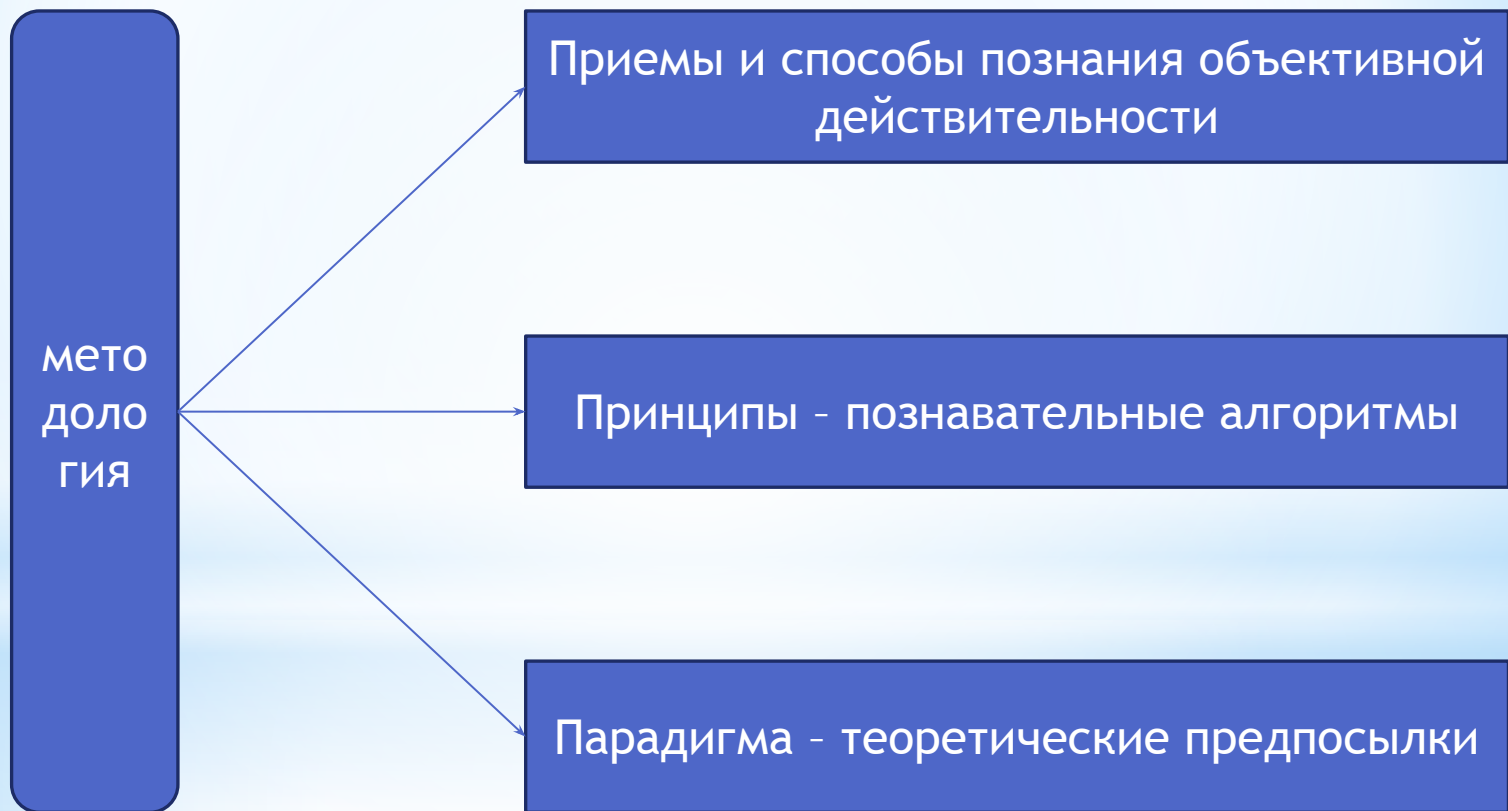 мето
доло
гия
Приемы и способы познания объективной
действительности
Принципы – познавательные алгоритмы
Парадигма – теоретические предпосылки